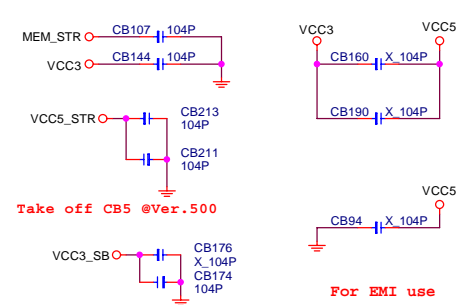 MEM_STR CB107 104P
VCC3 CB144 104P
VCC5_STR CB213
104P
CB211
104P
Take off CB5 @Ver.500
VCC3_SB CB176
X_104P
CB174
104P
VCC3 VCC5
CB160 X_104P
CB190 X_104P
VCC5
CB94 X_104P
For EMI use